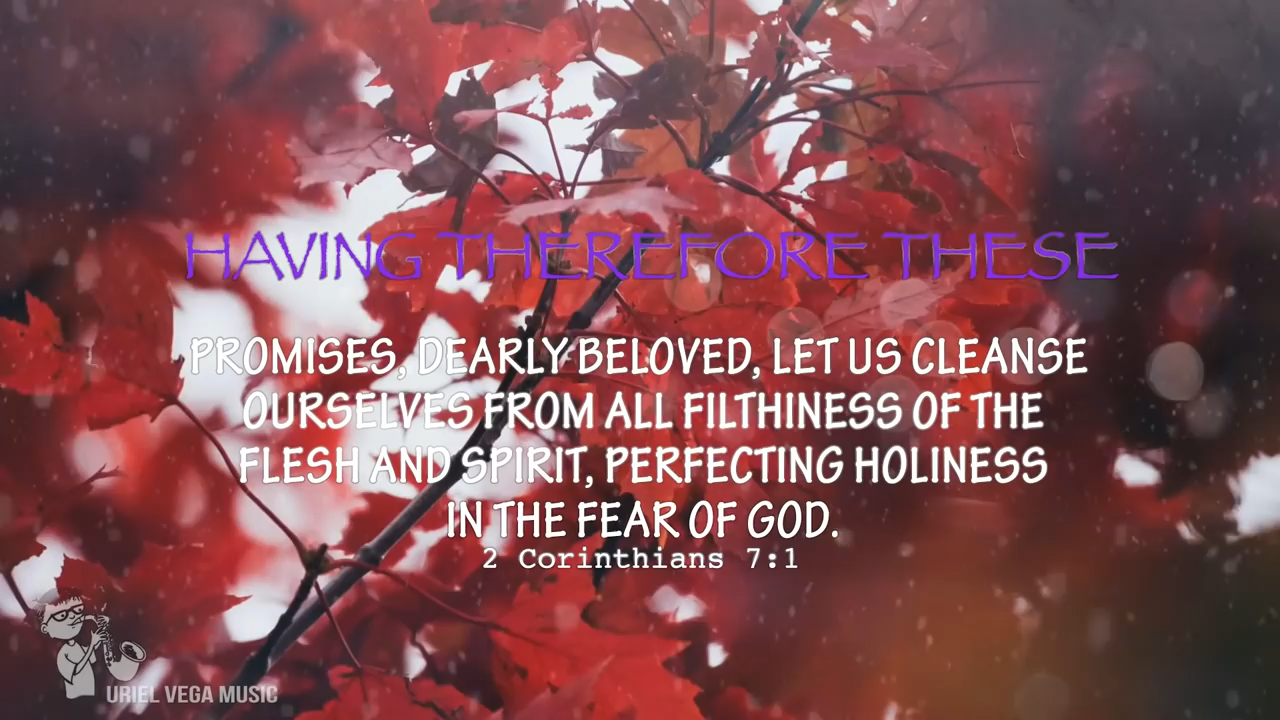 HAVING THEREFORE THESE
PROMISES, DEARLY BELOVED, LET US CLEANSE
OURSELVES FROM ALL FILTHINESS OF THE
FLESH AND SPIRIT, PERFECTING HOLINESS
IN THE FEAR OF GOD.
2 Corinthians 7:1
URIEL VEGA MUSIC